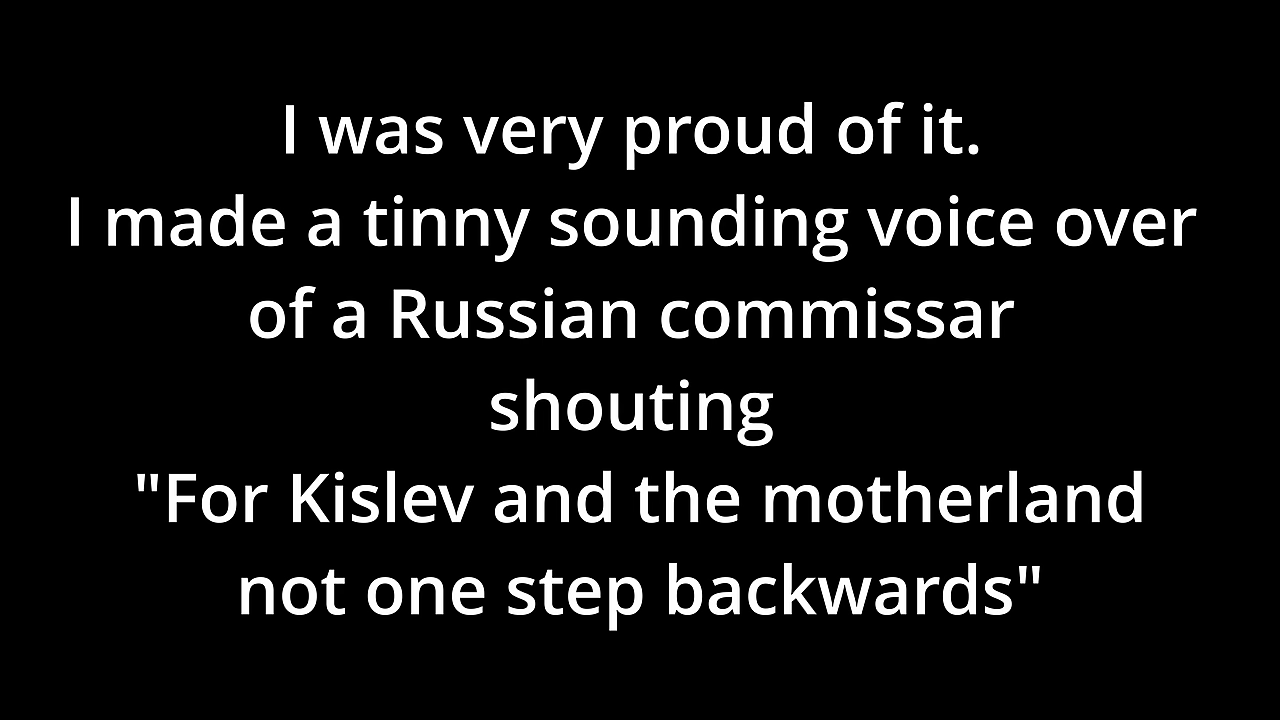 I was very proud of it.
I made a tinny sounding voice over
of a Russian commissar
shouting
"For Kislev and the motherland
not one step backwards"